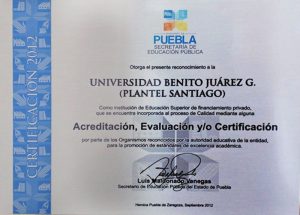 CERTIFICACIÓN 2012
PUEBLA
SECRETARÍA DE
EDUCACIÓN PÚBLICA
Otorga el presente reconocimiento a la
UNIVERSIDAD BENITO JUÁREZ G.
(PLANTEL SANTIAGO)
Como institución de Educación Superior de financiamiento privado,
que se encuentra incorporada al proceso de Calidad mediante alguna
Acreditación, Evaluación y/o Certificación
por parte de los Organismos reconocidos por la autoridad educativa de la entidad,
para la promoción de estándares de excelencia académica.
Luis Maldonado Venegas
Secretario de Educación Pública del Estado de Puebla
Heroica Puebla de Zaragoza, Septiembre 2012